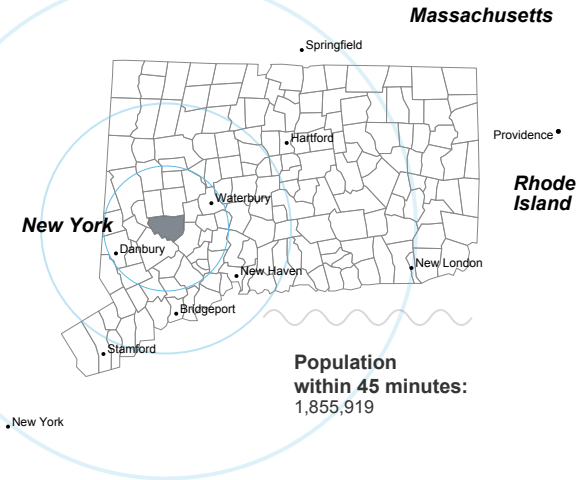 Massachusetts
Springfield
Providence
Hartford
Rhode
Island
Waterbury
New York
Danbury
New London
New Haven
Bridgeport
Stamford
Population
within 45 minutes:
1,855,919
New York